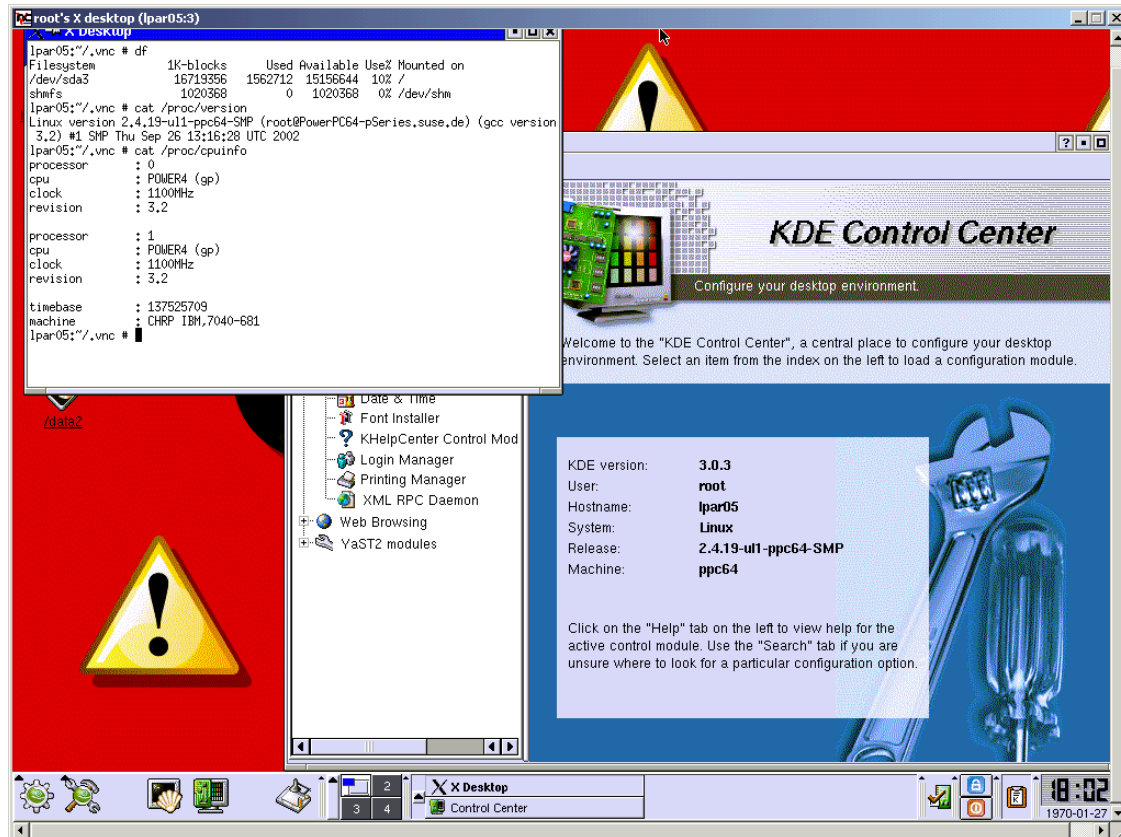 root's X desktop (lpar05:3)
X Desktop
lpar05:~/.vnc # df
Filesystem 1K-blocks Used Available Use% Mounted on
/dev/sda3 16719356 1562712 15156644 10% /
shmfs 1020368 0 1020368 0% /dev/shm
lpar05:~/.vnc # cat /proc/version
Linux version 2.4.19-ul1-ppc64-SMP (root@PowerPC64-pSeries.suse.de) (gcc version
3.2) #1 SMP Thu Sep 26 13:16:28 UTC 2002
lpar05:~/.vnc # cat /proc/cpuinfo
processor : 0
cpu : POWER4 (gp)
clock : 1100MHz
revision : 3.2
processor : 1
cpu : POWER4 (gp)
clock : 1100MHz
revision : 3.2
timebase : 137525709
machine : CHRP IBM,7040-681
lpar05:~/.vnc #
KDE Control Center
Configure your desktop environment.
Welcome to the "KDE Control Center", a central place to configure your desktop
environment. Select an item from the index on the left to load a configuration module.
/data2
Date & Time
Font Installer
KHelpCenter Control Mod
Login Manager
Printing Manager
XML RPC Daemon
Web Browsing
YaST2 modules
KDE version: 3.0.3
User: root
Hostname: lpar05
System: Linux
Release: 2.4.19-ul1-ppc64-SMP
Machine: ppc64
Click on the "Help" tab on the left to view help for the
active control module. Use the "Search" tab if you are
unsure where to look for a particular configuration option.
2
3 4
X Desktop
Control Center
18:02
1970-01-27